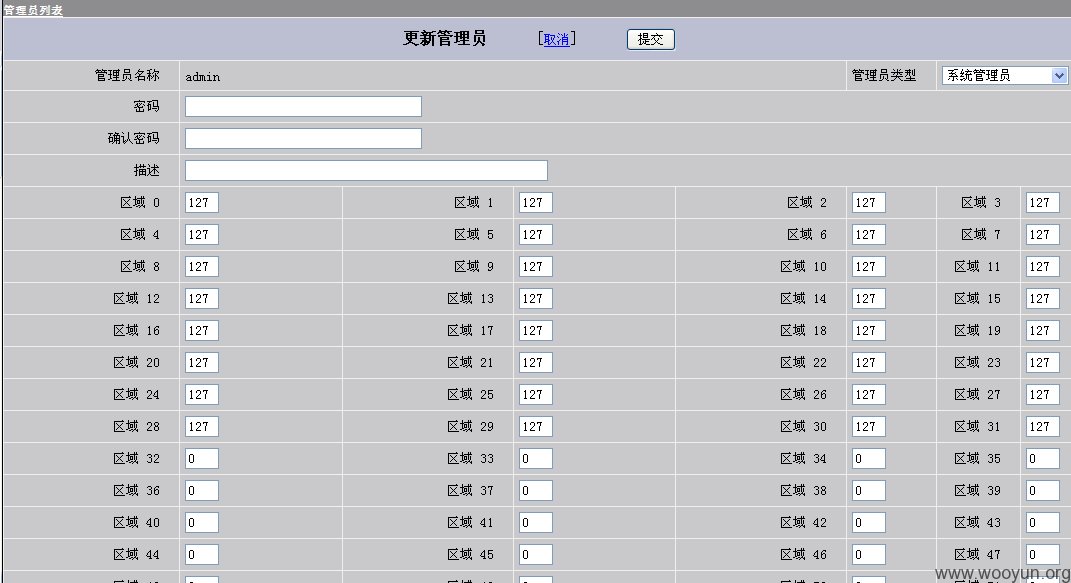 管理员列表
更新管理员 [取消] 提交
管理员名称 admin 管理员类型 系统管理员
密码
确认密码
描述
区域 0 127 区域 1 127 区域 2 127 区域 3 127
区域 4 127 区域 5 127 区域 6 127 区域 7 127
区域 8 127 区域 9 127 区域 10 127 区域 11 127
区域 12 127 区域 13 127 区域 14 127 区域 15 127
区域 16 127 区域 17 127 区域 18 127 区域 19 127
区域 20 127 区域 21 127 区域 22 127 区域 23 127
区域 24 127 区域 25 127 区域 26 127 区域 27 127
区域 28 127 区域 29 127 区域 30 127 区域 31 127
区域 32 0 区域 33 0 区域 34 0 区域 35 0
区域 36 0 区域 37 0 区域 38 0 区域 39 0
区域 40 0 区域 41 0 区域 42 0 区域 43 0
区域 44 0 区域 45 0 区域 46 0 区域 47 0
www.wooyun.org